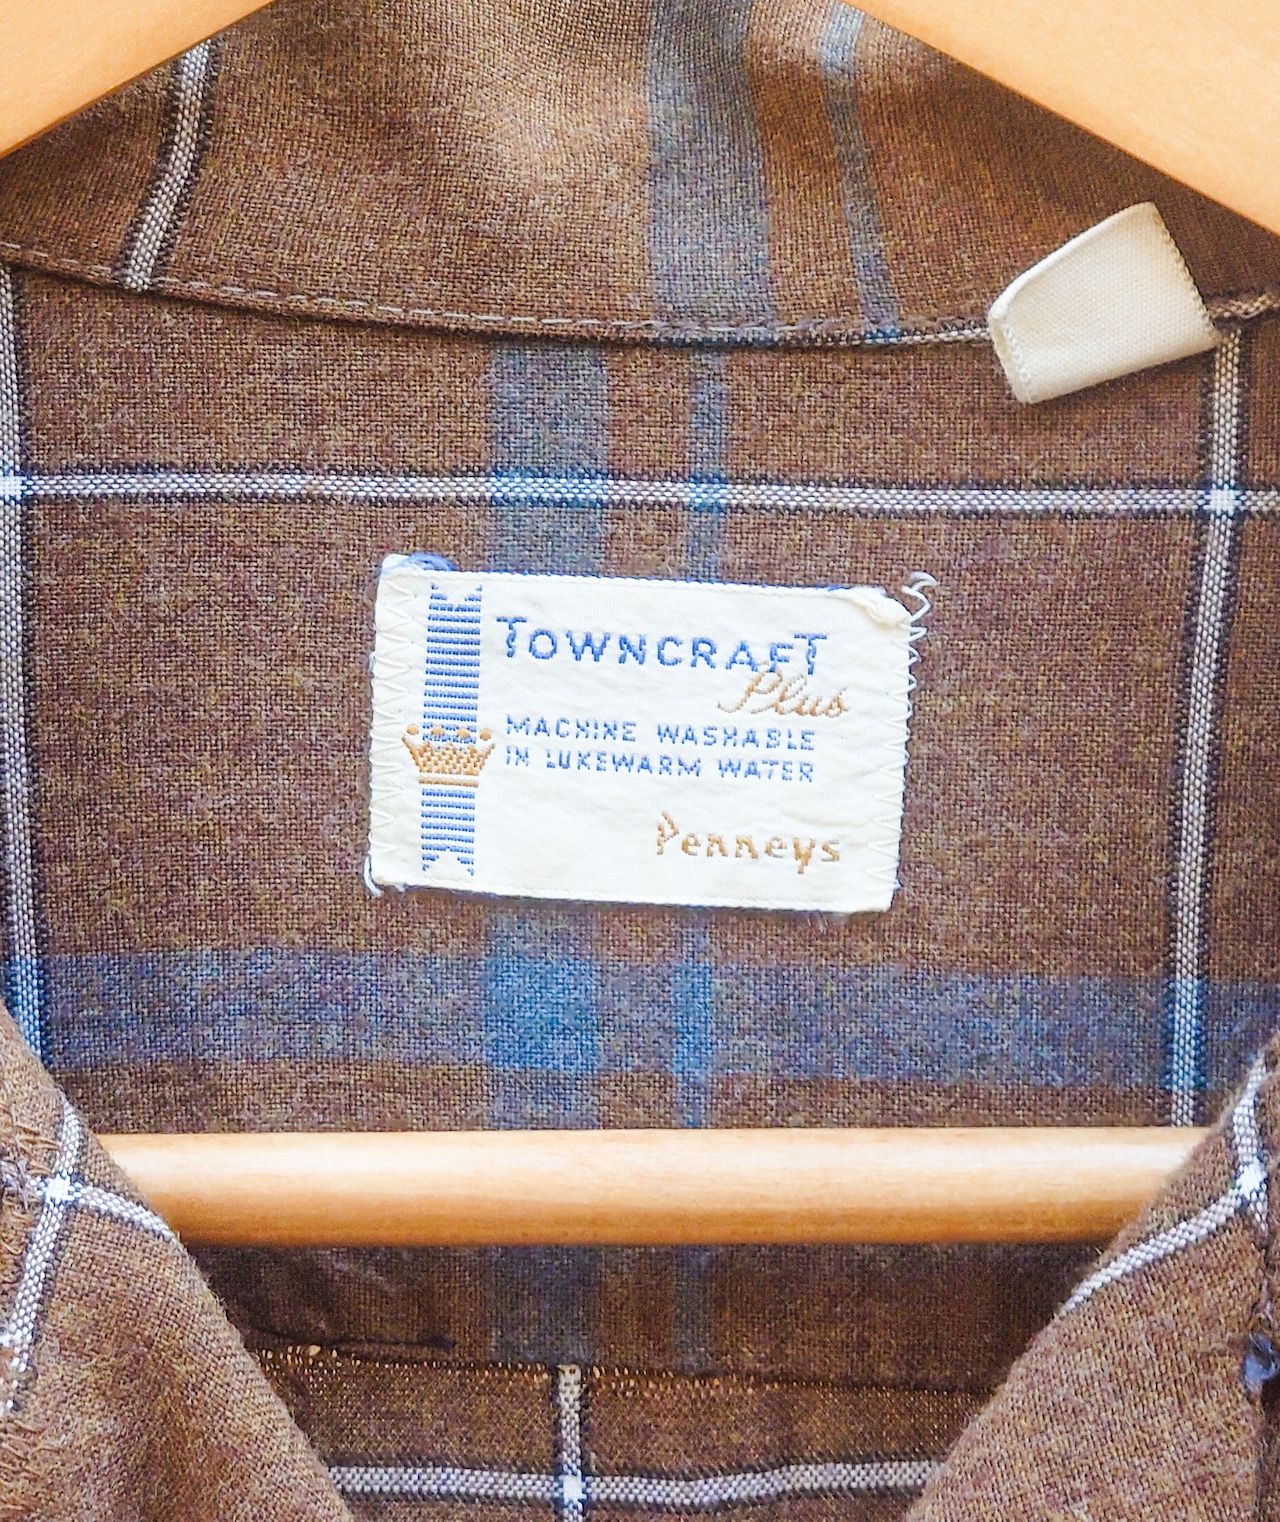 TOWNCRAFT
Plus
MACHINE WASHABLE
IN LUKEWARM WATER
Penneys